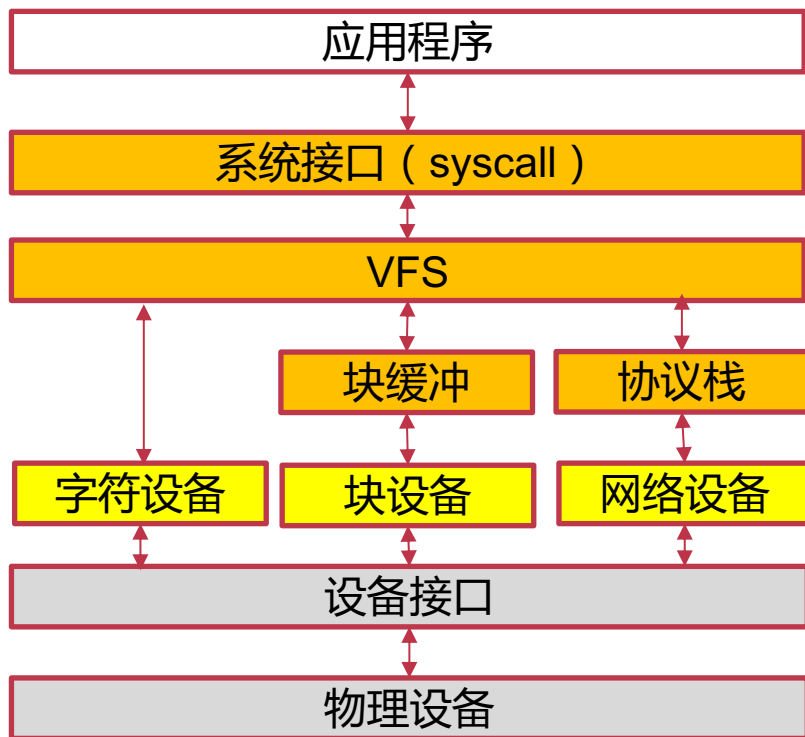 应用程序
系统接口（syscall）
VFS
块缓冲
协议栈
字符设备
块设备
网络设备
设备接口
物理设备